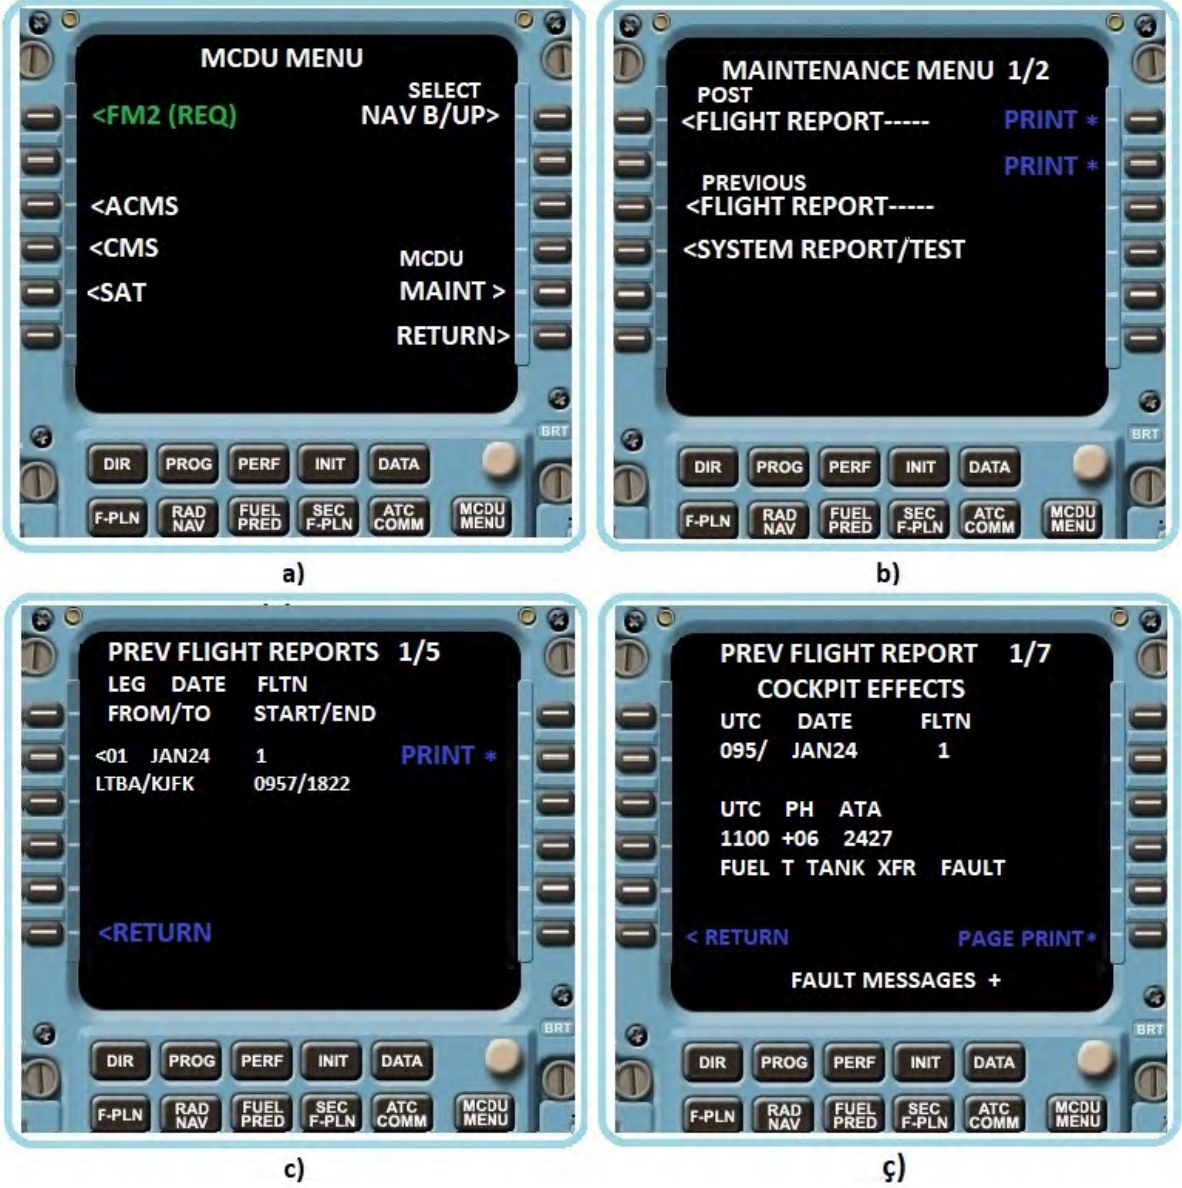 MCDU MENU
SELECT
<FM2 (REQ) NAV B/UP>
<ACMS
<CMS
MCDU
<SAT MAINT >
RETURN>
BRT
DIR PROG PERF INIT DATA
F-PLN RAD NAV FUEL PRED SEC F-PLN ATC COMM MCDU MENU
a)
MAINTENANCE MENU 1/2
POST
<FLIGHT REPORT----- PRINT *
PRINT *
PREVIOUS
<FLIGHT REPORT-----
<SYSTEM REPORT/TEST
BRT
DIR PROG PERF INIT DATA
F-PLN RAD NAV FUEL PRED SEC F-PLN ATC COMM MCDU MENU
b)
PREV FLIGHT REPORTS 1/5
LEG DATE FLTN
FROM/TO START/END
<01 JAN24 1 PRINT *
LTBA/KJFK 0957/1822
<RETURN
BRT
DIR PROG PERF INIT DATA
F-PLN RAD NAV FUEL PRED SEC F-PLN ATC COMM MCDU MENU
c)
PREV FLIGHT REPORT 1/7
COCKPIT EFFECTS
UTC DATE FLTN
095/ JAN24 1
UTC PH ATA
1100 +06 2427
FUEL T TANK XFR FAULT
< RETURN PAGE PRINT*
FAULT MESSAGES +
BRT
DIR PROG PERF INIT DATA
F-PLN RAD NAV FUEL PRED SEC F-PLN ATC COMM MCDU MENU
ç)